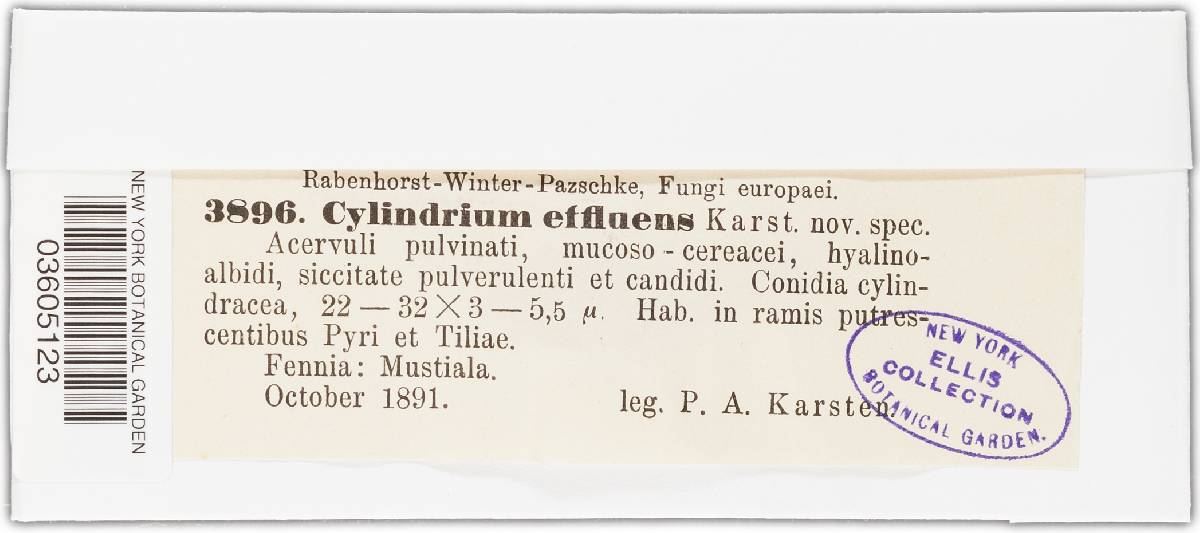 Rabenhorst-Winter-Pazschke, Fungi europaei.
3896. Cylindrium effluens Karst. nov. spec.
Acervuli pulvinati, mucoso-cereacei, hyalino-
albidi, siccitate pulverulenti et candidi. Conidia cylin-
dracea, 22 — 32 × 3 — 5,5 µ. Hab. in ramis putres-
centibus Pyri et Tiliae.
Fennia: Mustiala.
October 1891. leg. P. A. Karsten.
NEW YORK
ELLIS
COLLECTION
BOTANICAL GARDEN.
NEW YORK BOTANICAL GARDEN
03605123